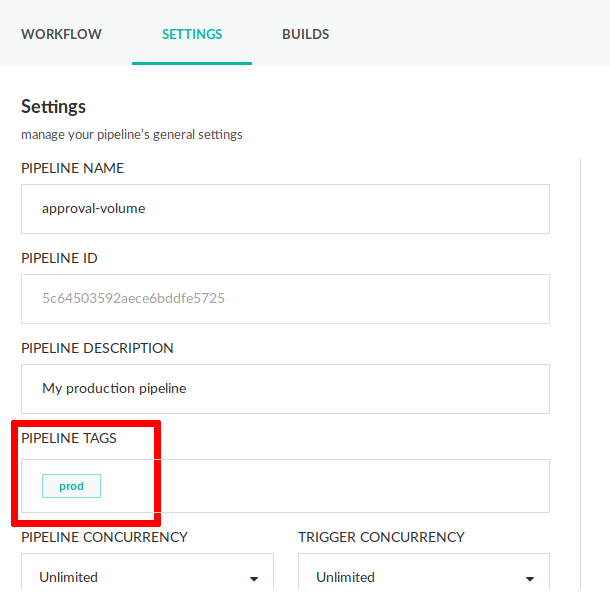 WORKFLOW SETTINGS BUILDS
Settings
manage your pipeline's general settings
PIPELINE NAME
approval-volume
PIPELINE ID
5c64503592aece6bddfe5725
PIPELINE DESCRIPTION
My production pipeline
PIPELINE TAGS
prod
PIPELINE CONCURRENCY TRIGGER CONCURRENCY
Unlimited Unlimited